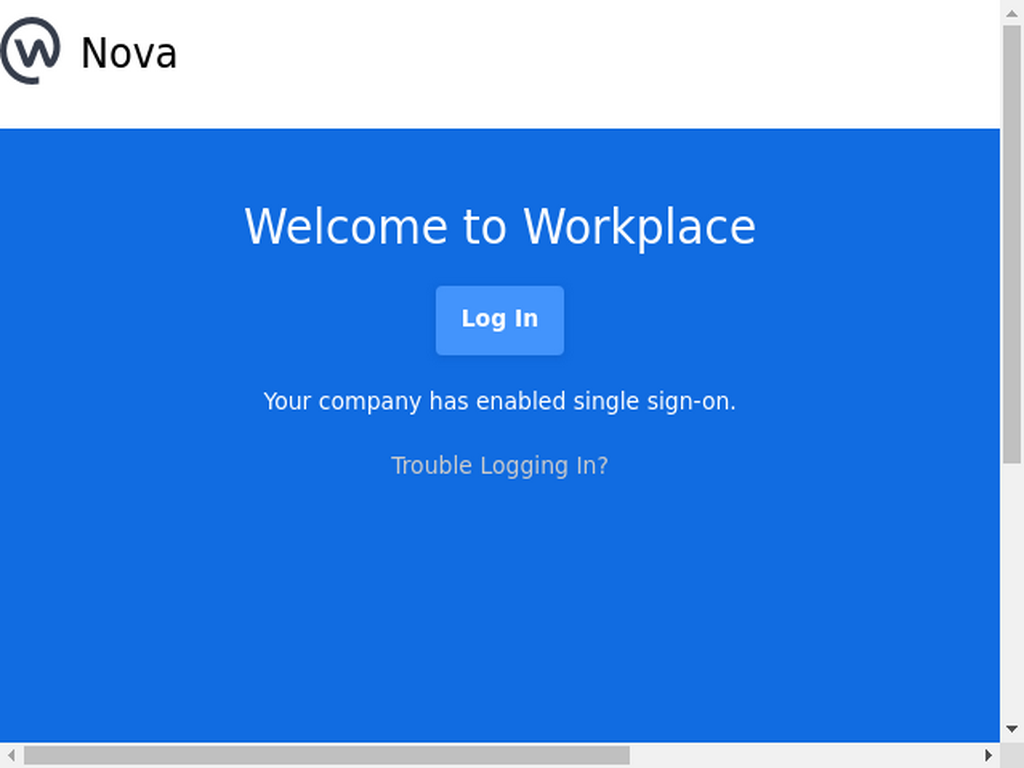 Nova
Welcome to Workplace
Log In
Your company has enabled single sign-on.
Trouble Logging In?